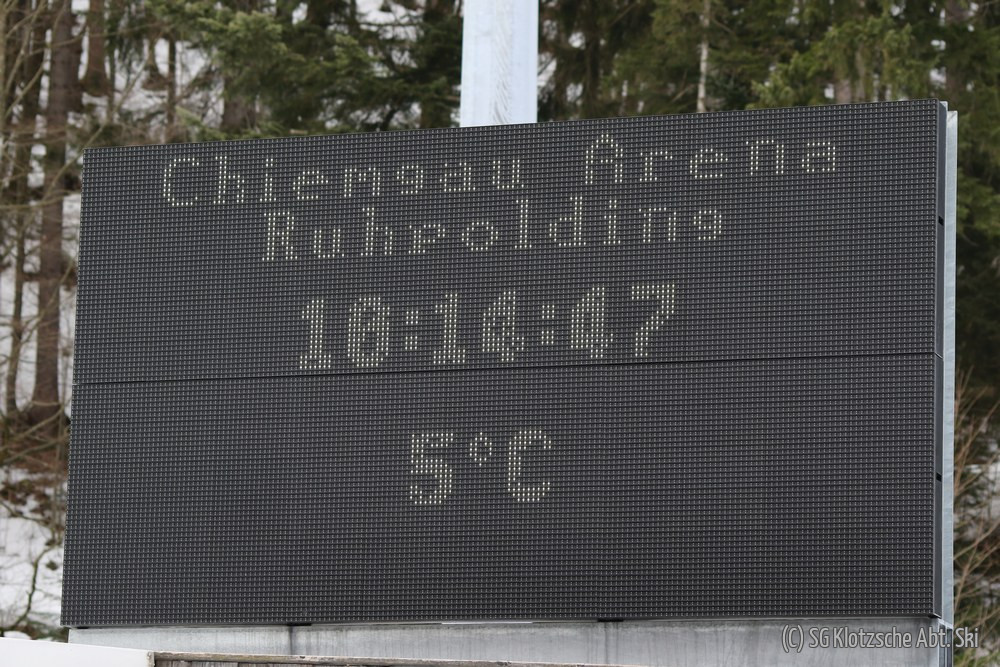 Chiemgau Arena
Ruhpolding
10:14:47
5°C
(C) SG Klotzsche Abt. Ski